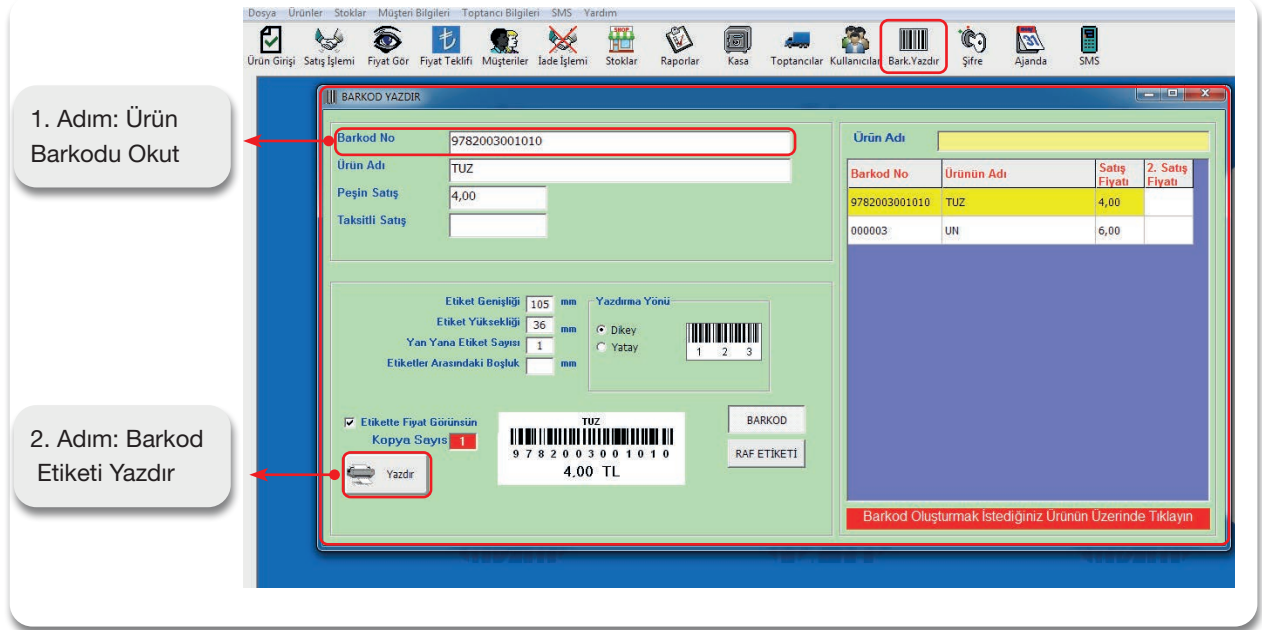 Dosya Ürünler Stoklar Müşteri Bilgileri Toptancı Bilgileri SMS Yardım
SHOP
31
Ürün Girişi Satış İşlemi Fiyat Gör Fiyat Teklifi Müşteriler İade İşlemi Stoklar Raporlar Kasa Toptancılar Kullanıcılar Bark.Yazdır Şifre Ajanda SMS
1. Adım: Ürün
Barkodu Okut
2. Adım: Barkod
Etiketi Yazdır
BARKOD YAZDIR
Barkod No 9782003001010
Ürün Adı TUZ
Peşin Satış 4,00
Taksitli Satış
Etiket Genişliği 105 mm
Etiket Yüksekliği 36 mm
Yan Yana Etiket Sayısı 1
Etiketler Arasındaki Boşluk mm
Yazdırma Yönü
Dikey
Yatay
1 2 3
Etikette Fiyat Görünsün
Kopya Sayıs 1
Yazdır
TUZ
9 7 8 2 0 0 3 0 0 1 0 1 0
4,00 TL
BARKOD
RAF ETİKETİ
Ürün Adı
Barkod No Ürünün Adı Satış Fiyatı 2. Satış Fiyatı
9782003001010 TUZ 4,00
000003 UN 6,00
Barkod Oluşturmak İstediğiniz Ürünün Üzerinde Tıklayın